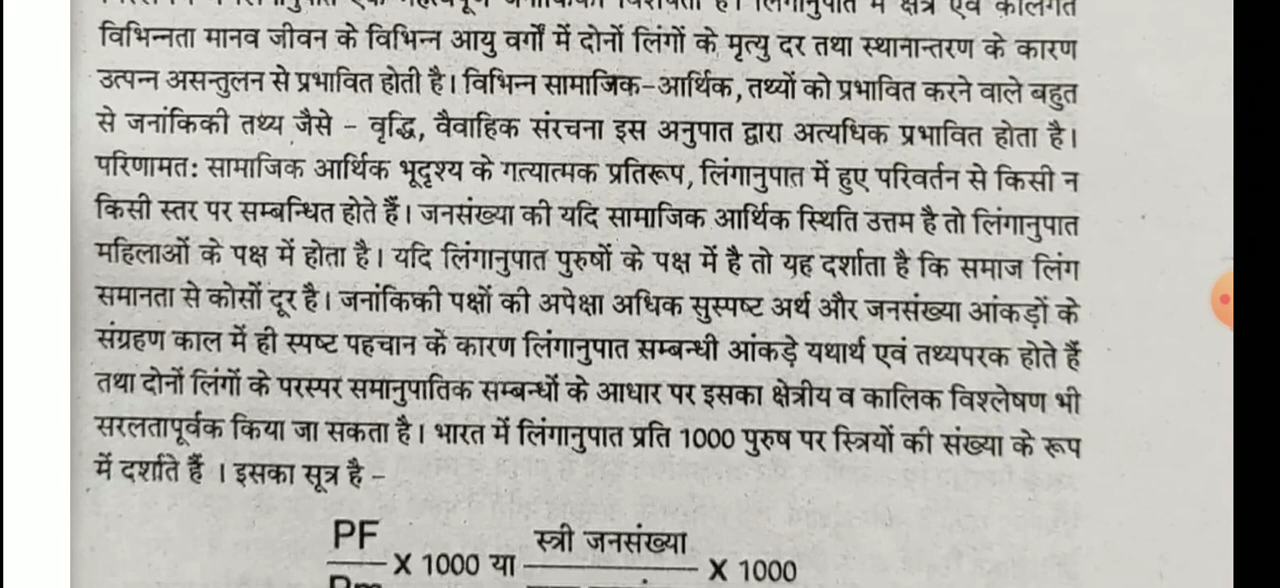 विभिन्नता मानव जीवन के विभिन्न आयु वर्गों में दोनों लिंगों के मृत्यु दर तथा स्थानान्तरण के कारण
उत्पन्न असन्तुलन से प्रभावित होती है। विभिन्न सामाजिक-आर्थिक, तथ्यों को प्रभावित करने वाले बहुत
से जनांकिकी तथ्य जैसे - वृद्धि, वैवाहिक संरचना इस अनुपात द्वारा अत्यधिक प्रभावित होता है।
परिणामतः सामाजिक आर्थिक भूदृश्य के गत्यात्मक प्रतिरूप, लिंगानुपात में हुए परिवर्तन से किसी न
किसी स्तर पर सम्बन्धित होते हैं। जनसंख्या की यदि सामाजिक आर्थिक स्थिति उत्तम है तो लिंगानुपात
महिलाओं के पक्ष में होता है। यदि लिंगानुपात पुरुषों के पक्ष में है तो यह दर्शाता है कि समाज लिंग
समानता से कोसों दूर है। जनांकिकी पक्षों की अपेक्षा अधिक सुस्पष्ट अर्थ और जनसंख्या आंकड़ों के
संग्रहण काल में ही स्पष्ट पहचान के कारण लिंगानुपात सम्बन्धी आंकड़े यथार्थ एवं तथ्यपरक होते हैं
तथा दोनों लिंगों के परस्पर समानुपातिक सम्बन्धों के आधार पर इसका क्षेत्रीय व कालिक विश्लेषण भी
सरलतापूर्वक किया जा सकता है। भारत में लिंगानुपात प्रति 1000 पुरुष पर स्त्रियों की संख्या के रूप
में दर्शाते हैं । इसका सूत्र है -
PF स्त्री जनसंख्या
X 1000 या X 1000